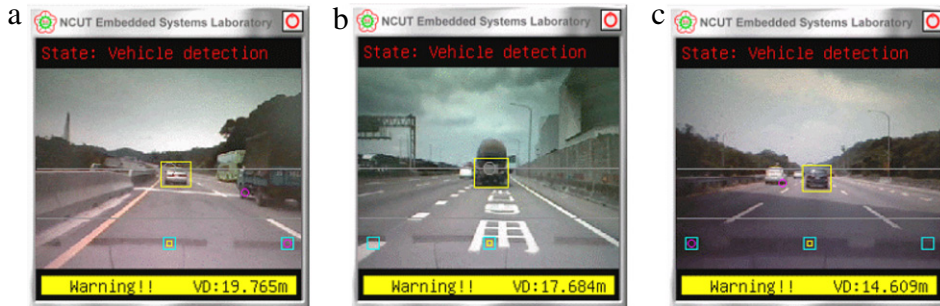 a
NCUT Embedded Systems Laboratory
State: Vehicle detection
Warning!! VD:19.765m
b
NCUT Embedded Systems Laboratory
State: Vehicle detection
Warning!! VD:17.684m
c
NCUT Embedded Systems Laboratory
State: Vehicle detection
Warning!! VD:14.609m